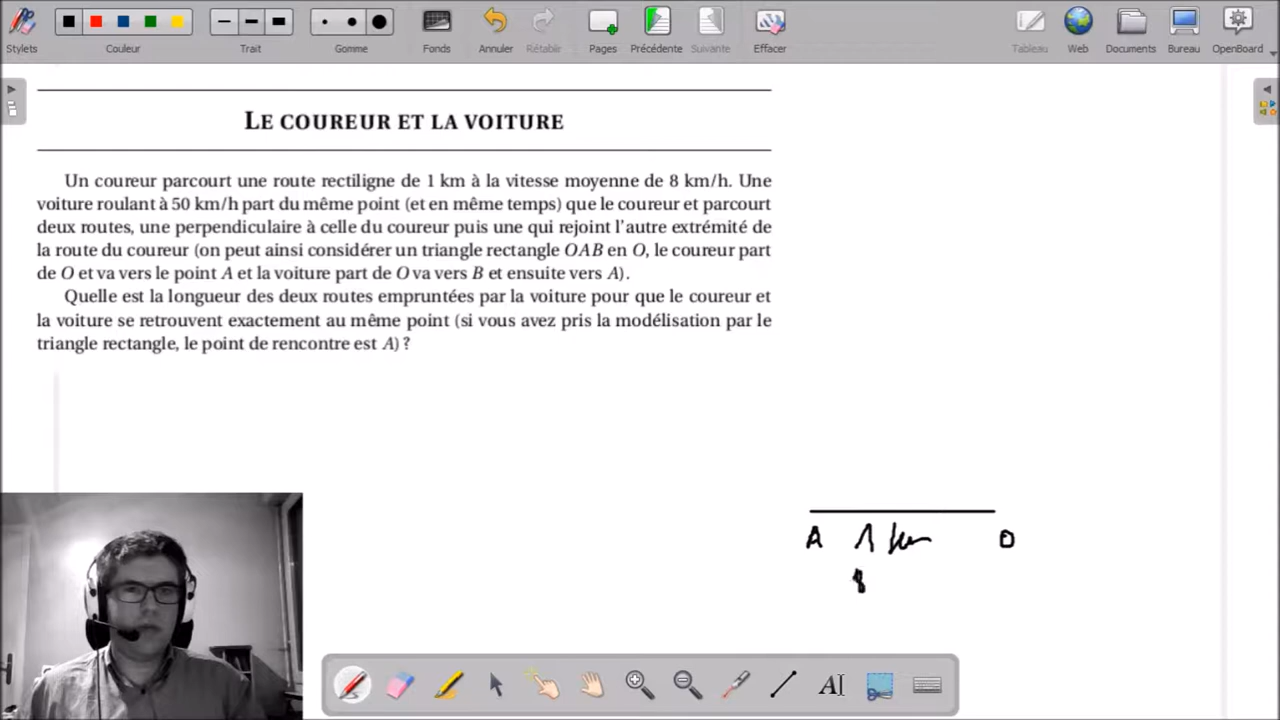 Stylets
Couleur
Trait
Gomme
Fonds
Annuler
Rétablir
Pages
Précédente
Suivante
Effacer
Tableau
Web
Documents
Bureau
OpenBoard
LE COUREUR ET LA VOITURE
Un coureur parcourt une route rectiligne de 1 km à la vitesse moyenne de 8 km/h. Une
voiture roulant à 50 km/h part du même point (et en même temps) que le coureur et parcourt
deux routes, une perpendiculaire à celle du coureur puis une qui rejoint l'autre extrémité de
la route du coureur (on peut ainsi considérer un triangle rectangle OAB en O, le coureur part
de O et va vers le point A et la voiture part de O va vers B et ensuite vers A).
Quelle est la longueur des deux routes empruntées par la voiture pour que le coureur et
la voiture se retrouvent exactement au même point (si vous avez pris la modélisation par le
triangle rectangle, le point de rencontre est A) ?
A 1 km O
8
AI